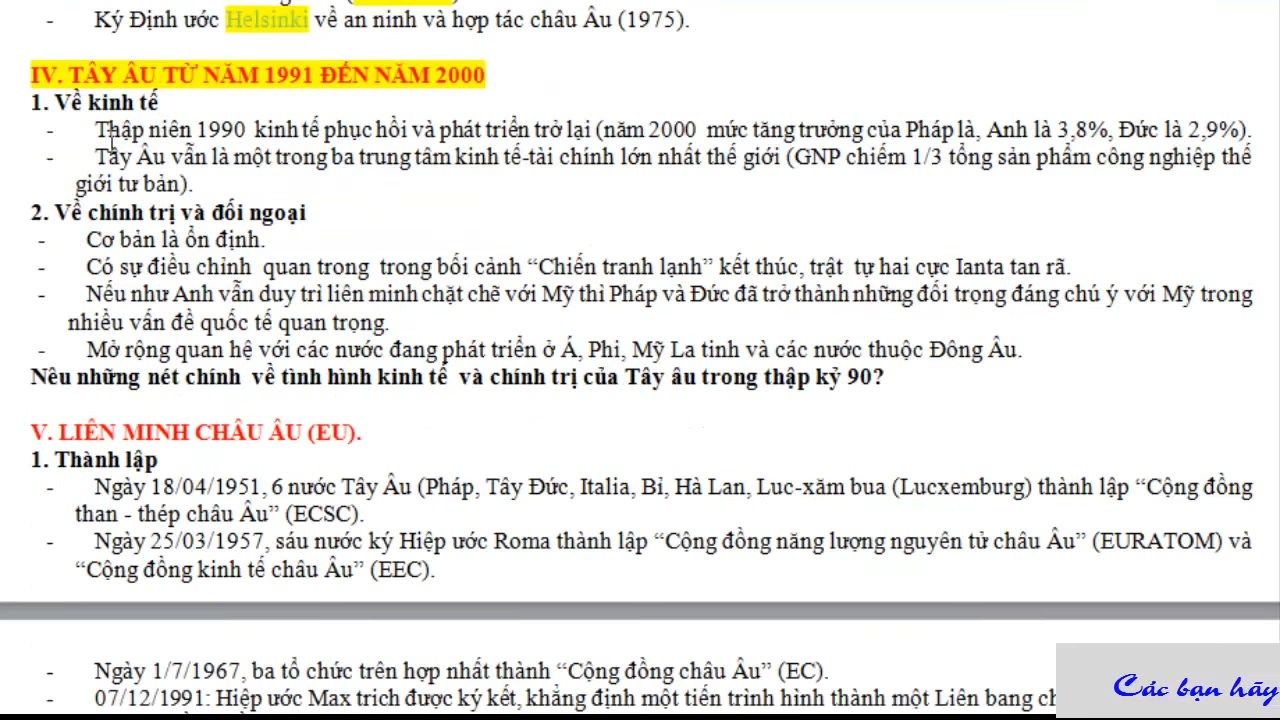 - Ký Định ước Helsinki về an ninh và hợp tác châu Âu (1975).
IV. TÂY ÂU TỪ NĂM 1991 ĐẾN NĂM 2000
1. Về kinh tế
- Thập niên 1990 kinh tế phục hồi và phát triển trở lại (năm 2000 mức tăng trưởng của Pháp là, Anh là 3,8%, Đức là 2,9%).
- Tây Âu vẫn là một trong ba trung tâm kinh tế-tài chính lớn nhất thế giới (GNP chiếm 1/3 tổng sản phẩm công nghiệp thế
giới tư bản).
2. Về chính trị và đối ngoại
- Cơ bản là ổn định.
- Có sự điều chỉnh quan trong trong bối cảnh “Chiến tranh lạnh” kết thúc, trật tự hai cực Ianta tan rã.
- Nếu như Anh vẫn duy trì liên minh chặt chẽ với Mỹ thì Pháp và Đức đã trở thành những đối trọng đáng chú ý với Mỹ trong
nhiều vấn đề quốc tế quan trọng.
- Mở rộng quan hệ với các nước đang phát triển ở Á, Phi, Mỹ La tinh và các nước thuộc Đông Âu.
Nêu những nét chính về tình hình kinh tế và chính trị của Tây âu trong thập kỷ 90?
V. LIÊN MINH CHÂU ÂU (EU).
1. Thành lập
- Ngày 18/04/1951, 6 nước Tây Âu (Pháp, Tây Đức, Italia, Bỉ, Hà Lan, Luc-xăm bua (Lucxemburg) thành lập “Cộng đồng
than - thép châu Âu” (ECSC).
- Ngày 25/03/1957, sáu nước ký Hiệp ước Roma thành lập “Cộng đồng năng lượng nguyên tử châu Âu” (EURATOM) và
“Cộng đồng kinh tế châu Âu” (EEC).
- Ngày 1/7/1967, ba tổ chức trên hợp nhất thành “Cộng đồng châu Âu” (EC).
- 07/12/1991: Hiệp ước Max trich được ký kết, khẳng định một tiến trình hình thành một Liên bang ch
Các bạn hãy